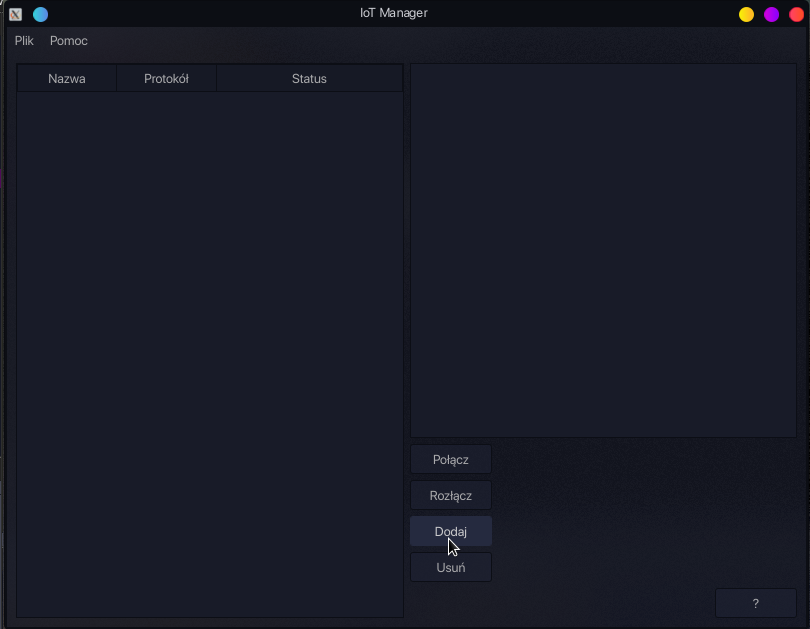 IoT Manager
Plik Pomoc
Nazwa Protokół Status
Połącz
Rozłącz
Dodaj
Usuń
?